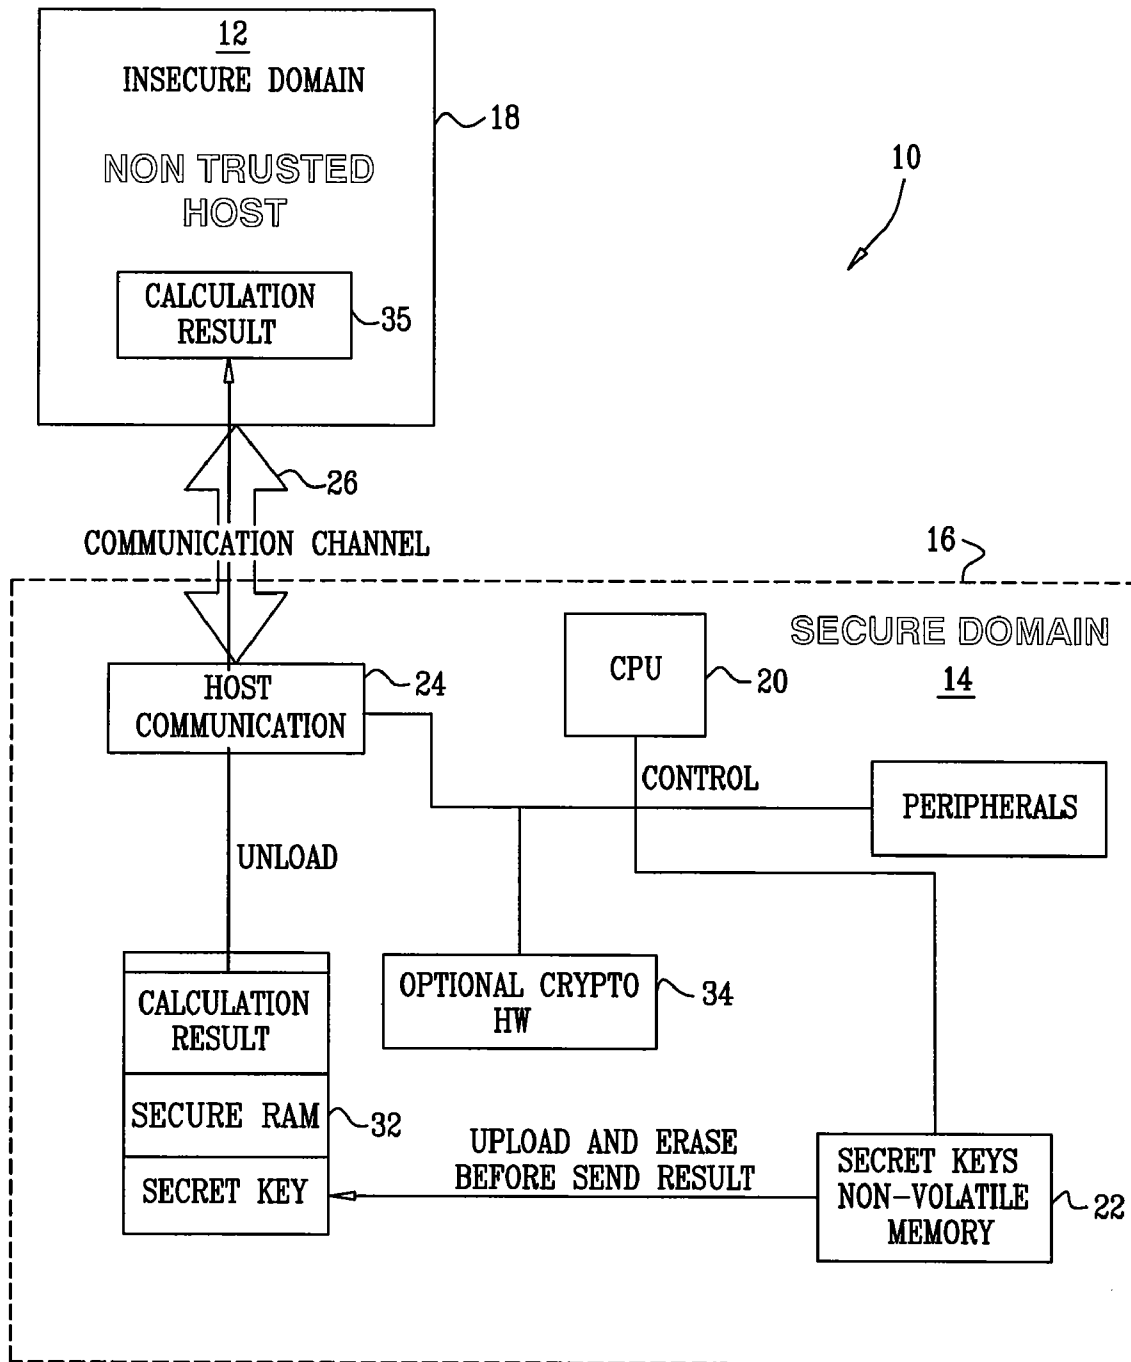 12
INSECURE DOMAIN
18
NON TRUSTED
HOST
10
CALCULATION
RESULT
35
26
COMMUNICATION CHANNEL
16
SECURE DOMAIN
14
CPU
20
HOST
COMMUNICATION
24
CONTROL
PERIPHERALS
UNLOAD
OPTIONAL CRYPTO
HW
34
CALCULATION
RESULT
SECURE RAM
32
SECRET KEY
UPLOAD AND ERASE
BEFORE SEND RESULT
SECRET KEYS
NON-VOLATILE
MEMORY
22